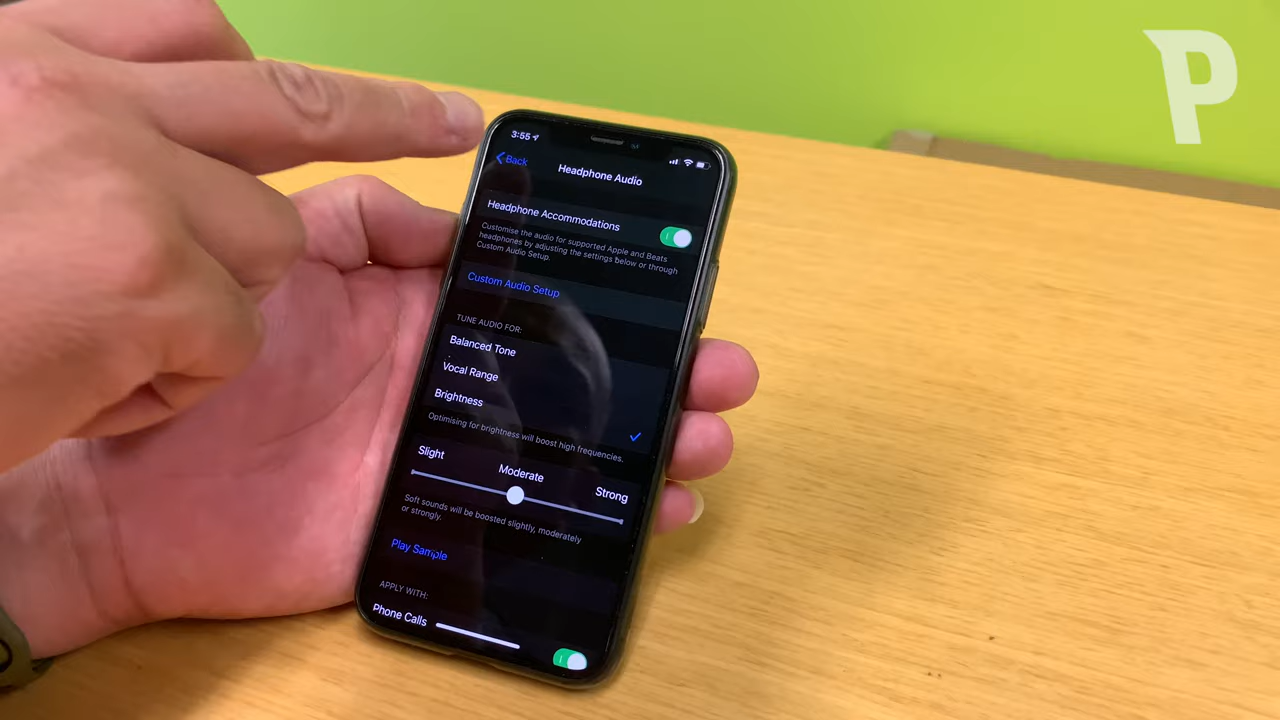 P
3:55
Back
Headphone Audio
Headphone Accommodations
Customise the audio for supported Apple and Beats
headphones by adjusting the settings below or through
Custom Audio Setup.
Custom Audio Setup
TUNE AUDIO FOR:
Balanced Tone
Vocal Range
Brightness
Optimising for brightness will boost high frequencies.
Slight
Moderate
Strong
Soft sounds will be boosted slightly, moderately
or strongly.
Play Sample
APPLY WITH:
Phone Calls